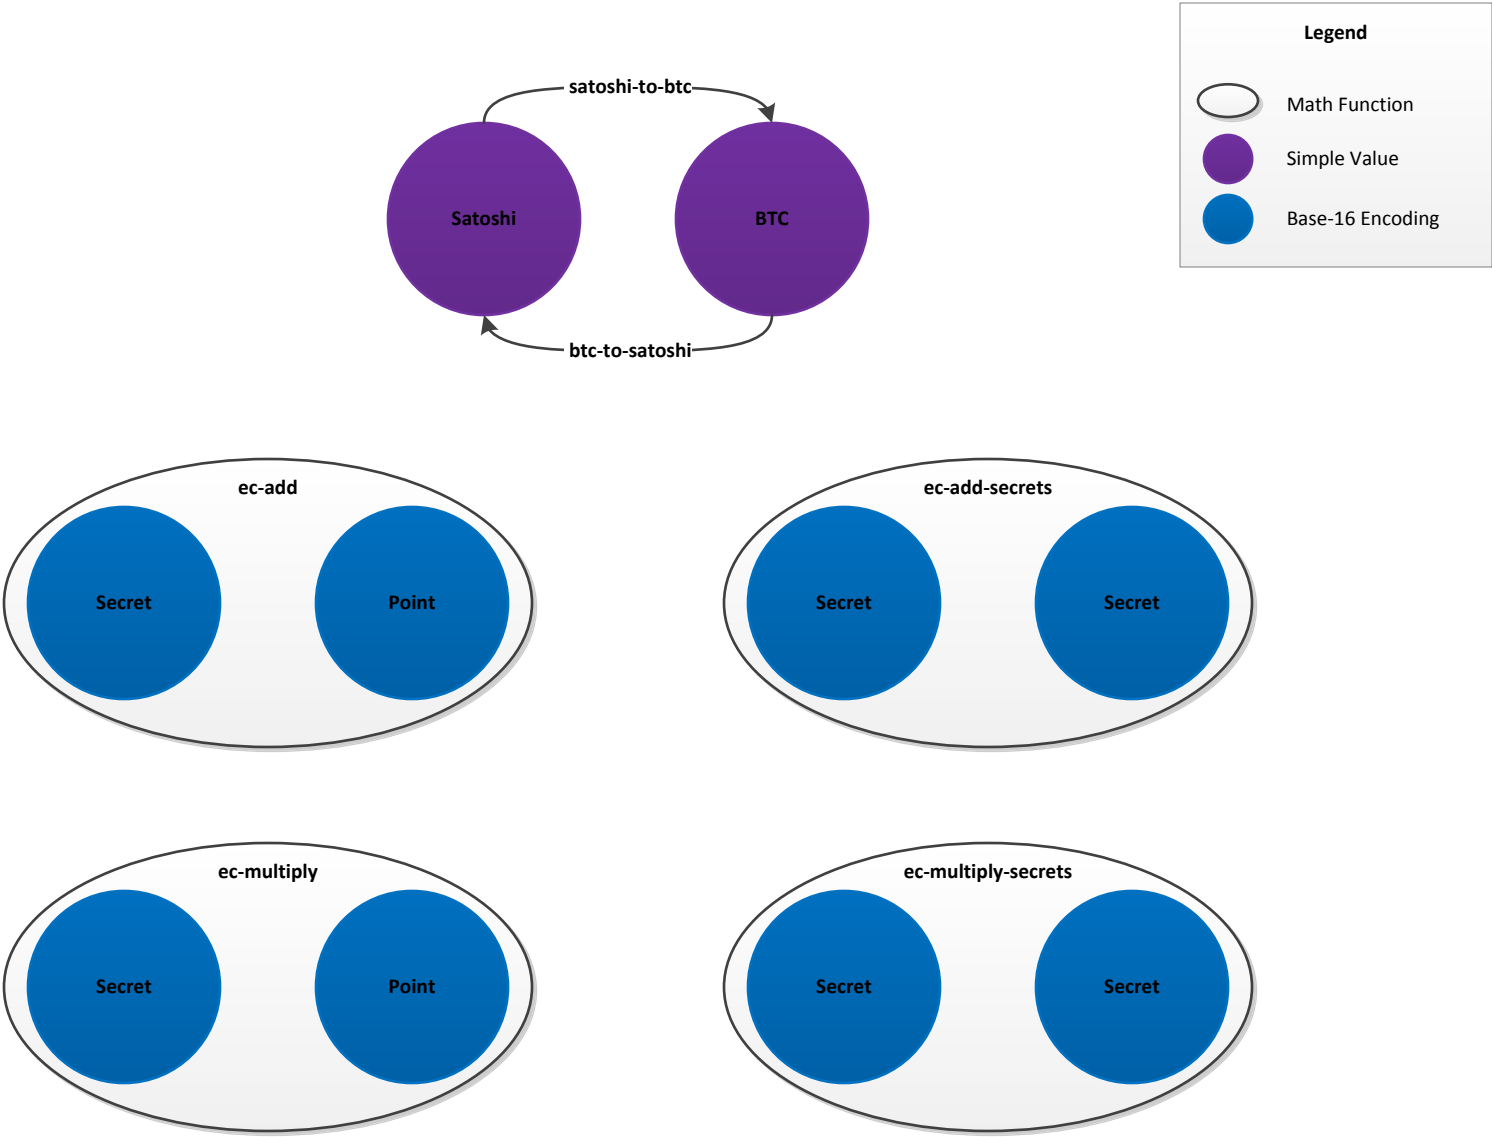 Legend
Math Function
Simple Value
Base-16 Encoding
satoshi-to-btc
Satoshi
BTC
btc-to-satoshi
ec-add
Secret
Point
ec-add-secrets
Secret
Secret
ec-multiply
Secret
Point
ec-multiply-secrets
Secret
Secret